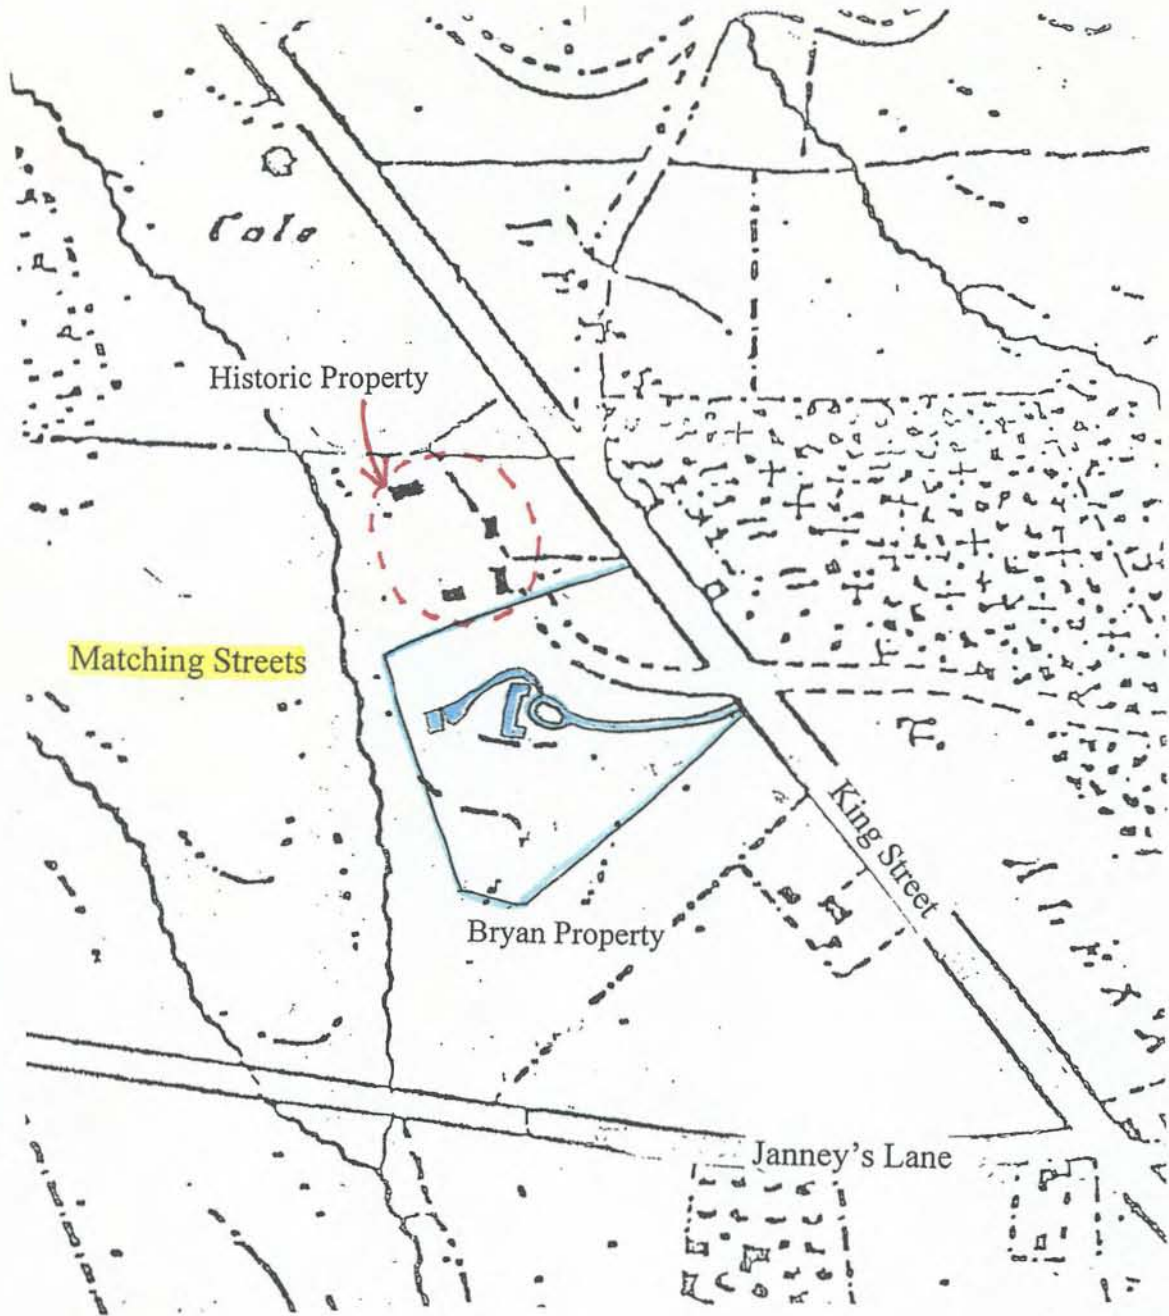 Cole
Historic Property
Matching Streets
King Street
Bryan Property
Janney's Lane